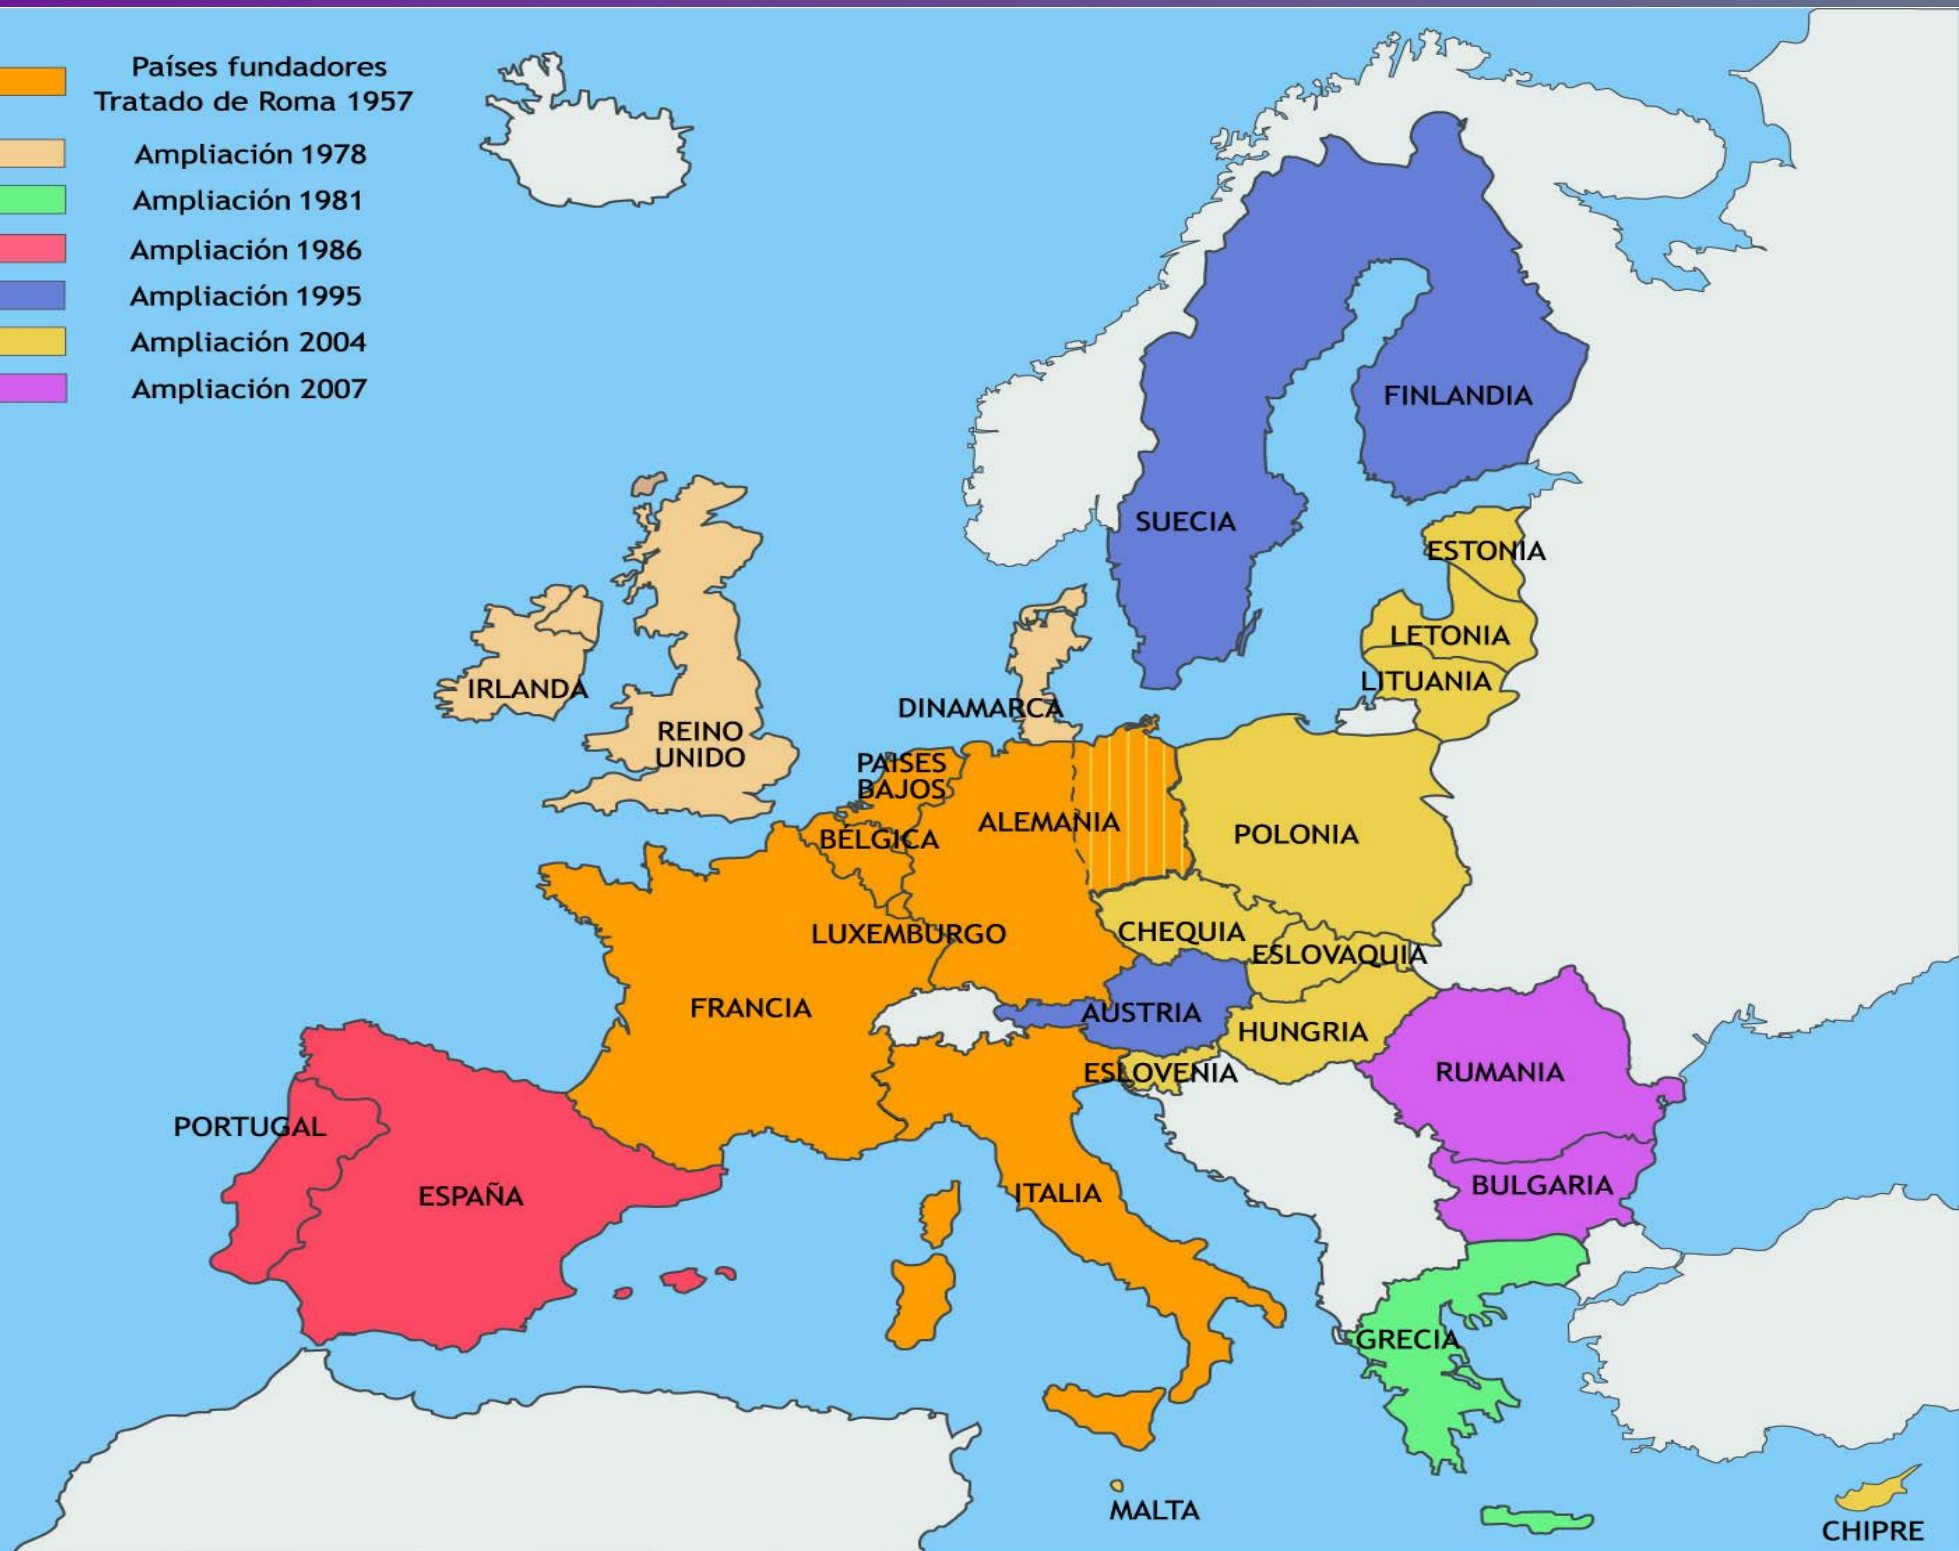 Países fundadores
Tratado de Roma 1957
Ampliación 1978
Ampliación 1981
Ampliación 1986
Ampliación 1995
Ampliación 2004
Ampliación 2007
FINLANDIA
SUECIA
ESTONIA
LETONIA
LITUANIA
IRLANDA
REINO
UNIDO
DINAMARCA
PAISES
BAJOS
BÉLGICA
ALEMANIA
POLONIA
LUXEMBURGO
CHEQUIA
ESLOVAQUIA
FRANCIA
AUSTRIA
HUNGRIA
ESLOVENIA
RUMANIA
PORTUGAL
ESPAÑA
ITALIA
BULGARIA
GRECIA
MALTA
CHIPRE